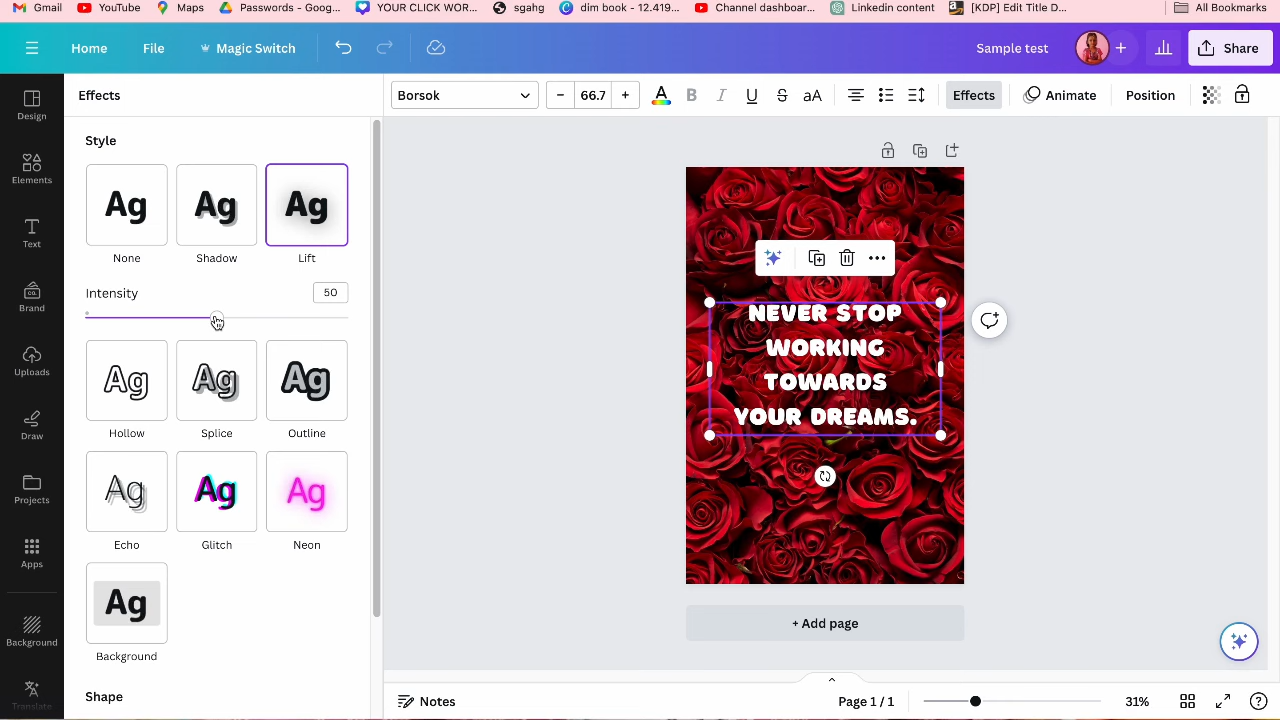 Gmail
YouTube
Maps
Passwords - Goog...
YOUR CLICK FOR...
sgehg
dim book - 12.419...
Channel dashboar...
Linkedin content
[KDP] Edit Title D...
All Bookmarks
Home
File
Magic Switch
Sample test
Share
Design
Elements
Text
Brand
Uploads
Draw
Projects
Apps
Background
Translate
Effects
Borsok
66.7
A
B
I
U
S
aA
Effects
Animate
Position
Style
Ag
Ag
Ag
None
Shadow
Lift
Intensity
50
Ag
Ag
Ag
Hollow
Splice
Outline
Ag
Ag
Ag
Echo
Glitch
Neon
Ag
Background
Shape
NEVER STOP
WORKING
TOWARDS
YOUR DREAMS.
+ Add page
Notes
Page 1 / 1
31%